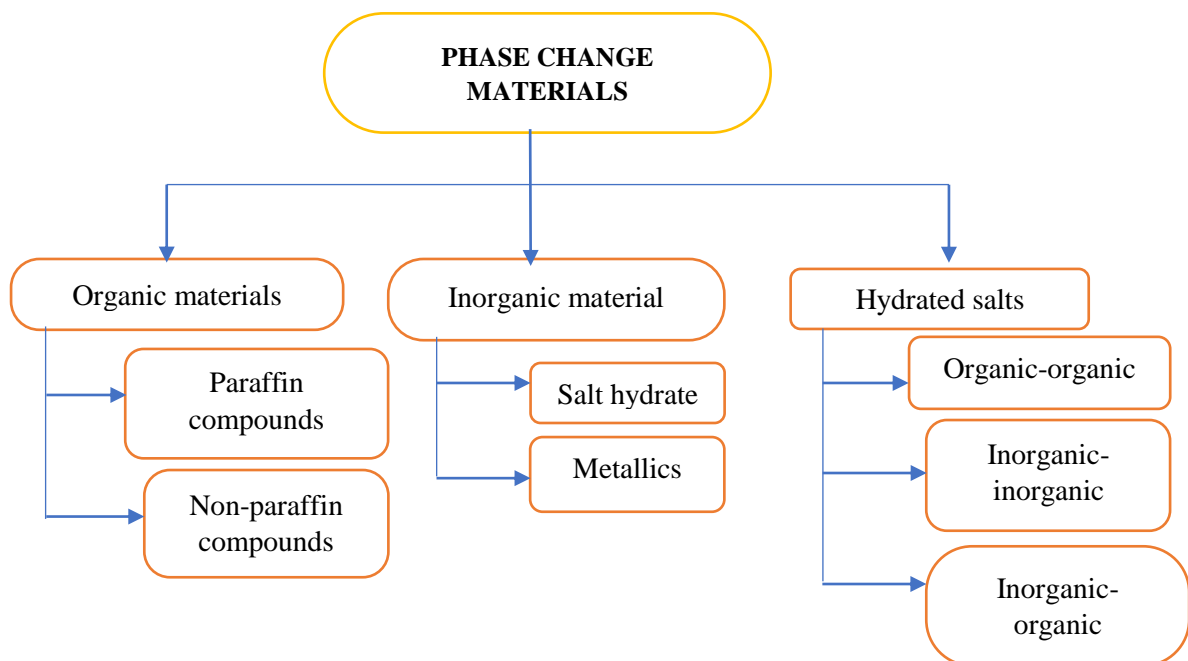 PHASE CHANGE
MATERIALS
Organic materials
Paraffin
compounds
Non-paraffin
compounds
Inorganic material
Salt hydrate
Metallics
Hydrated salts
Organic-organic
Inorganic-
inorganic
Inorganic-
organic